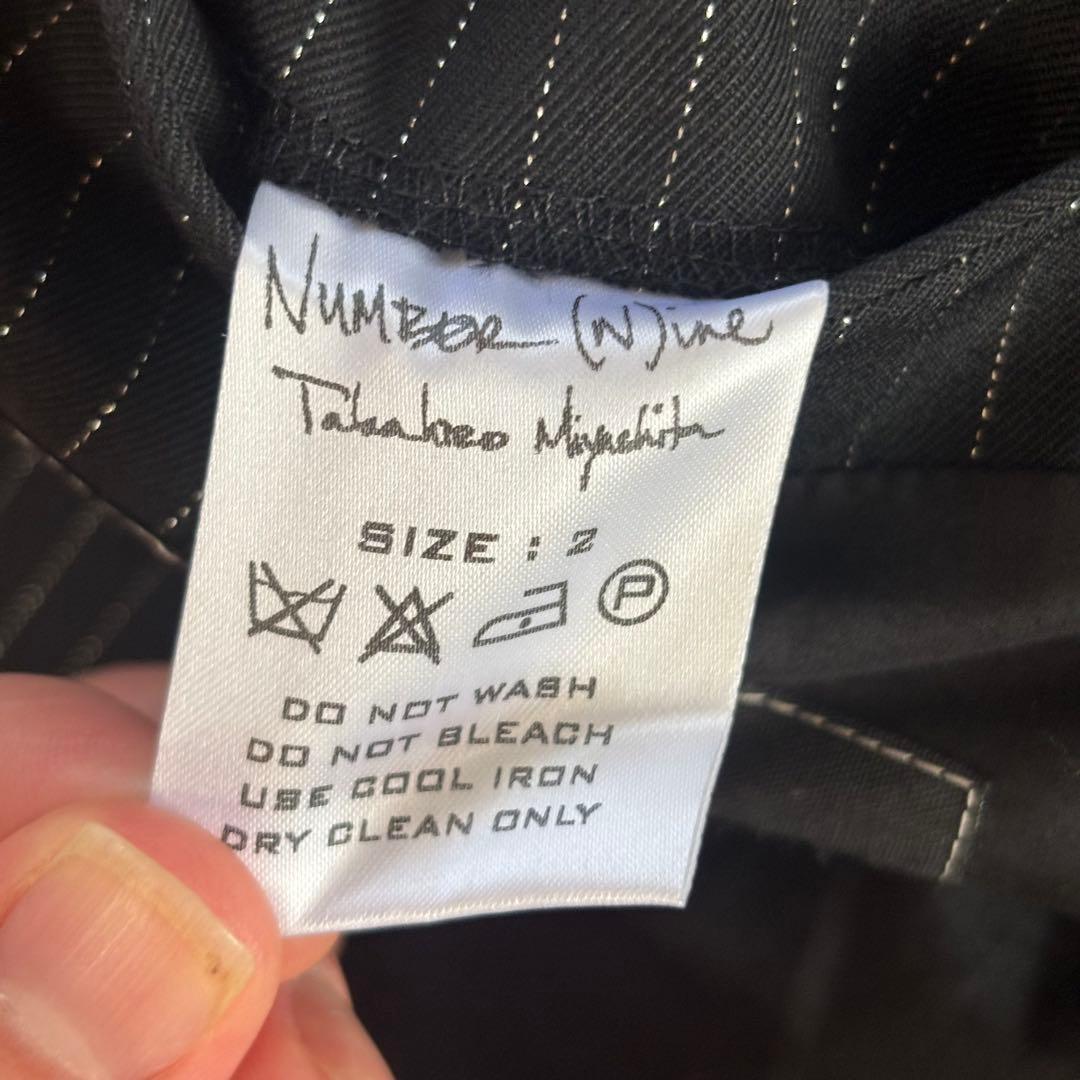 NUMBER (N)ine
Takahiro Miyashita
SIZE : 2
P
DO NOT WASH
DO NOT BLEACH
USE COOL IRON
DRY CLEAN ONLY